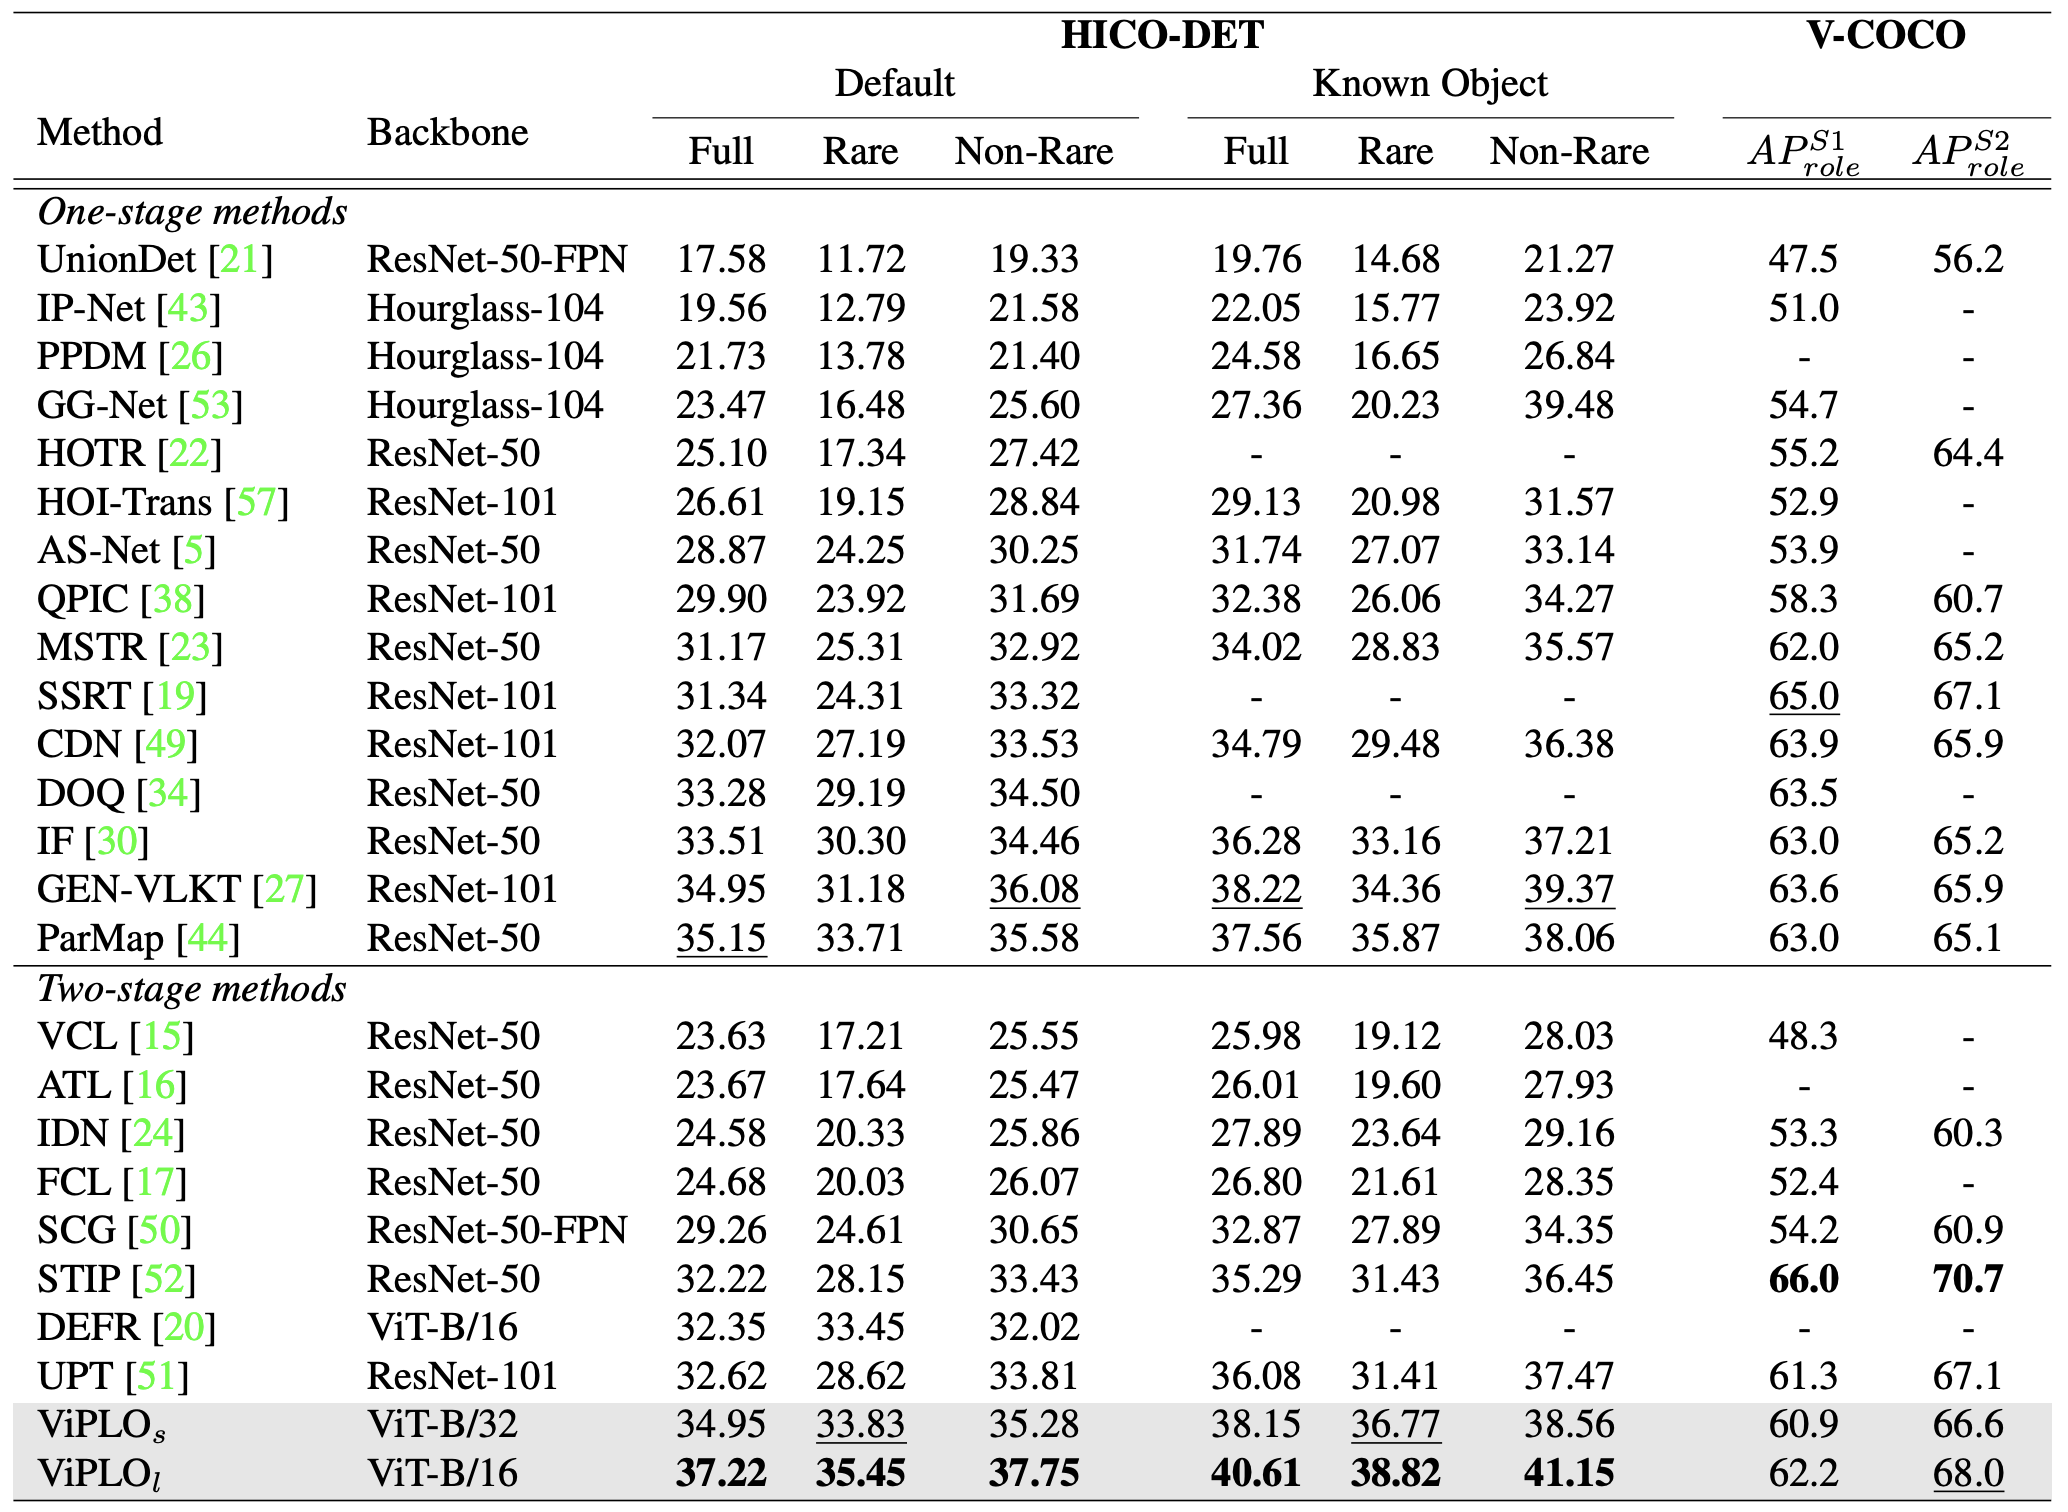 HICO-DET V-COCO
Default Known Object
Method Backbone Full Rare Non-Rare Full Rare Non-Rare AP_{role}^{S1} AP_{role}^{S2}
One-stage methods
UnionDet [21] ResNet-50-FPN 17.58 11.72 19.33 19.76 14.68 21.27 47.5 56.2
IP-Net [43] Hourglass-104 19.56 12.79 21.58 22.05 15.77 23.92 51.0 -
PPDM [26] Hourglass-104 21.73 13.78 21.40 24.58 16.65 26.84 - -
GG-Net [53] Hourglass-104 23.47 16.48 25.60 27.36 20.23 39.48 54.7 -
HOTR [22] ResNet-50 25.10 17.34 27.42 - - - 55.2 64.4
HOI-Trans [57] ResNet-101 26.61 19.15 28.84 29.13 20.98 31.57 52.9 -
AS-Net [5] ResNet-50 28.87 24.25 30.25 31.74 27.07 33.14 53.9 -
QPIC [38] ResNet-101 29.90 23.92 31.69 32.38 26.06 34.27 58.3 60.7
MSTR [23] ResNet-50 31.17 25.31 32.92 34.02 28.83 35.57 62.0 65.2
SSRT [19] ResNet-101 31.34 24.31 33.32 - - - 65.0 67.1
CDN [49] ResNet-101 32.07 27.19 33.53 34.79 29.48 36.38 63.9 65.9
DOQ [34] ResNet-50 33.28 29.19 34.50 - - - 63.5 -
IF [30] ResNet-50 33.51 30.30 34.46 36.28 33.16 37.21 63.0 65.2
GEN-VLKT [27] ResNet-101 34.95 31.18 36.08 38.22 34.36 39.37 63.6 65.9
ParMap [44] ResNet-50 35.15 33.71 35.58 37.56 35.87 38.06 63.0 65.1
Two-stage methods
VCL [15] ResNet-50 23.63 17.21 25.55 25.98 19.12 28.03 48.3 -
ATL [16] ResNet-50 23.67 17.64 25.47 26.01 19.60 27.93 - -
IDN [24] ResNet-50 24.58 20.33 25.86 27.89 23.64 29.16 53.3 60.3
FCL [17] ResNet-50 24.68 20.03 26.07 26.80 21.61 28.35 52.4 -
SCG [50] ResNet-50-FPN 29.26 24.61 30.65 32.87 27.89 34.35 54.2 60.9
STIP [52] ResNet-50 32.22 28.15 33.43 35.29 31.43 36.45 66.0 70.7
DEFR [20] ViT-B/16 32.35 33.45 32.02 - - - - -
UPT [51] ResNet-101 32.62 28.62 33.81 36.08 31.41 37.47 61.3 67.1
ViPLO_s ViT-B/32 34.95 33.83 35.28 38.15 36.77 38.56 60.9 66.6
ViPLO_l ViT-B/16 37.22 35.45 37.75 40.61 38.82 41.15 62.2 68.0